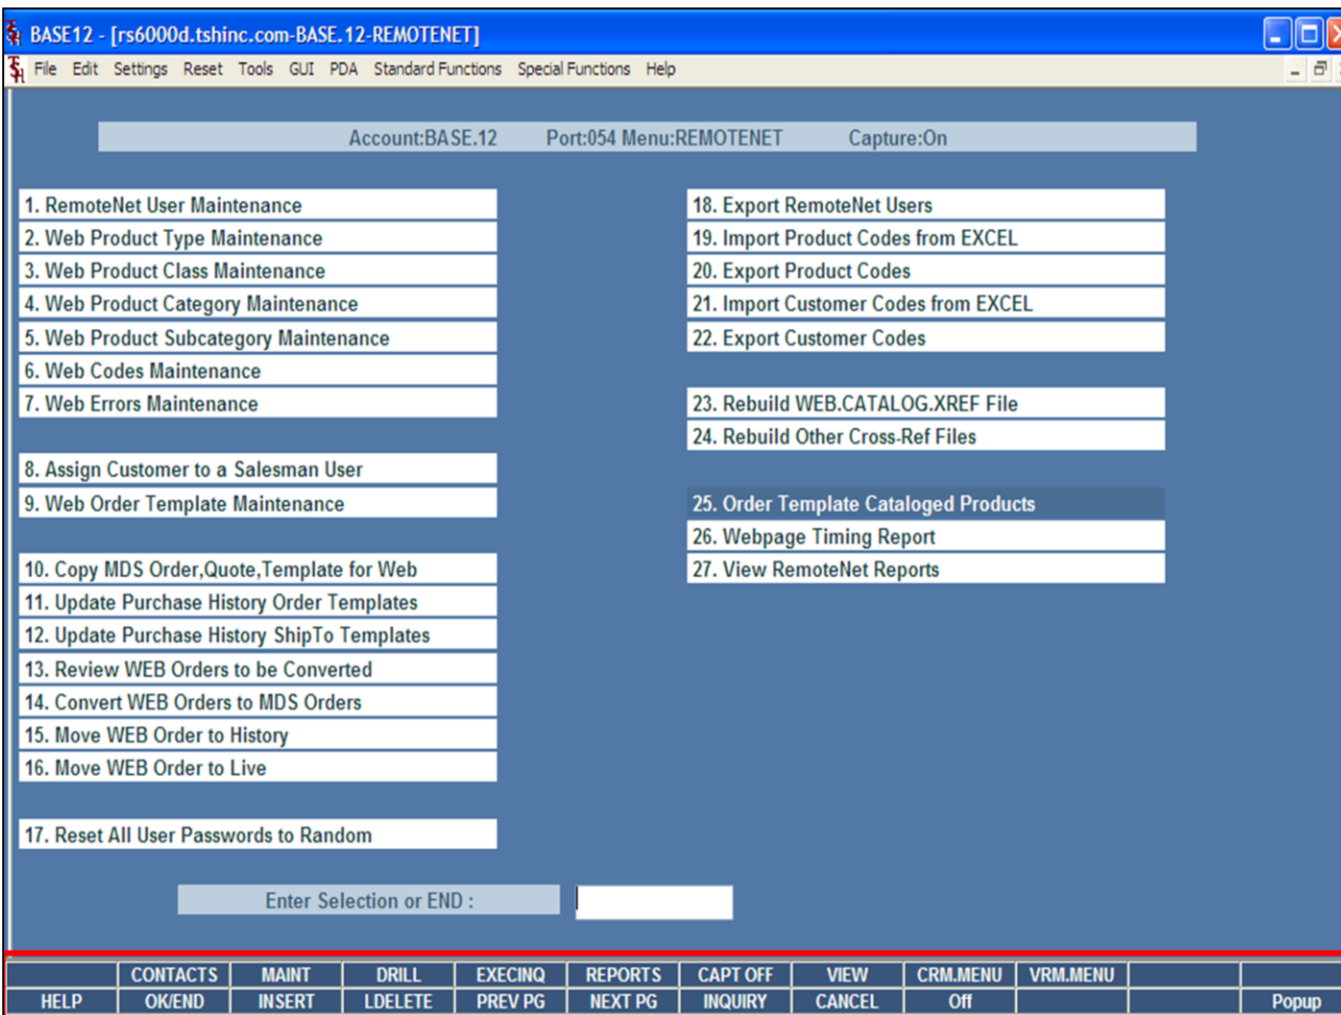 BASE12 - [rs6000d.tshinc.com-BASE.12-REMOTENET]
File Edit Settings Reset Tools GUI PDA Standard Functions Special Functions Help
Account:BASE.12 Port:054 Menu:REMOTENET Capture:On
1. RemoteNet User Maintenance
2. Web Product Type Maintenance
3. Web Product Class Maintenance
4. Web Product Category Maintenance
5. Web Product Subcategory Maintenance
6. Web Codes Maintenance
7. Web Errors Maintenance
8. Assign Customer to a Salesman User
9. Web Order Template Maintenance
10. Copy MDS Order,Quote,Template for Web
11. Update Purchase History Order Templates
12. Update Purchase History ShipTo Templates
13. Review WEB Orders to be Converted
14. Convert WEB Orders to MDS Orders
15. Move WEB Order to History
16. Move WEB Order to Live
17. Reset All User Passwords to Random
18. Export RemoteNet Users
19. Import Product Codes from EXCEL
20. Export Product Codes
21. Import Customer Codes from EXCEL
22. Export Customer Codes
23. Rebuild WEB.CATALOG.XREF File
24. Rebuild Other Cross-Ref Files
25. Order Template Cataloged Products
26. Webpage Timing Report
27. View RemoteNet Reports
Enter Selection or END :
CONTACTS MAINT DRILL EXECINQ REPORTS CAPT OFF VIEW CRM.MENU VRM.MENU
HELP OK/END INSERT LDELETE PREV PG NEXT PG INQUIRY CANCEL Off Popup